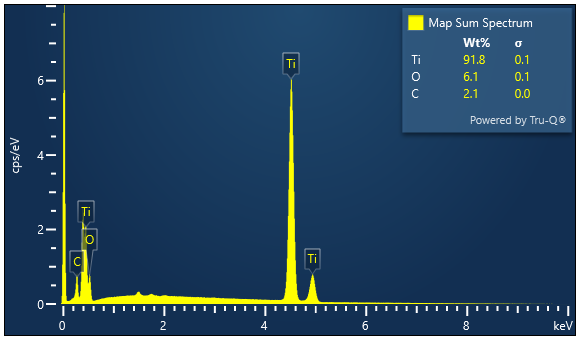 Map Sum Spectrum
Wt% σ
Ti 91.8 0.1
O 6.1 0.1
C 2.1 0.0
Powered by Tru-Q®
cps/eV
6
4
2
0
Ti
Ti
O
C
Ti
0 2 4 6 8 keV